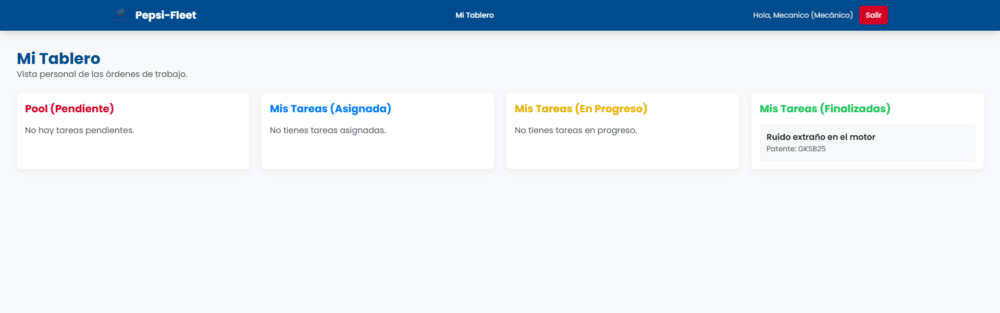 Pepsi-Fleet
Mi Tablero
Hola, Mecanico (Mecánico)
Salir
Mi Tablero
Vista personal de las órdenes de trabajo.
Pool (Pendiente)
No hay tareas pendientes.
Mis Tareas (Asignada)
No tienes tareas asignadas.
Mis Tareas (En Progreso)
No tienes tareas en progreso.
Mis Tareas (Finalizadas)
Ruido extraño en el motor
Patente: GKSB25